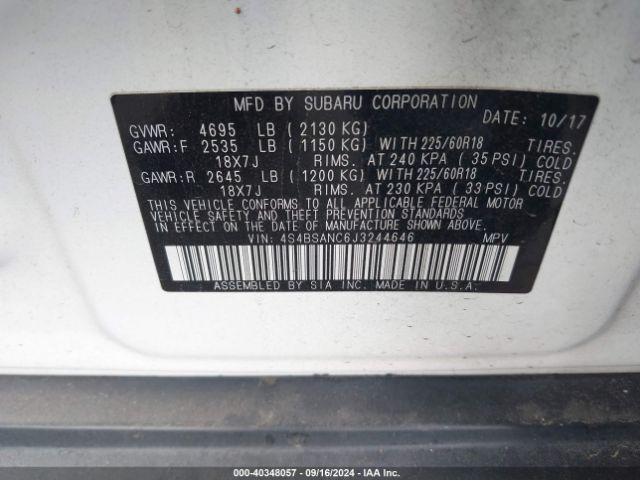 MFD BY SUBARU CORPORATION
DATE: 10/17
GVWR: 4695 LB ( 2130 KG)
GAWR:F 2535 LB ( 1150 KG) WITH 225/60R18 TIRES.
18X7J RIMS. AT 240 KPA ( 35 PSI) COLD
GAWR:R 2645 LB ( 1200 KG) WITH 225/60R18 TIRES.
18X7J RIMS. AT 230 KPA ( 33 PSI) COLD
THIS VEHICLE CONFORMS TO ALL APPLICABLE FEDERAL MOTOR
VEHICLE SAFETY AND THEFT PREVENTION STANDARDS
IN EFFECT ON THE DATE OF MANUFACTURE SHOWN ABOVE.
VIN: 4S4BSANC6J3244646 MPV
ASSEMBLED BY SIA INC. MADE IN U.S.A.
000-40348057 - 09/16/2024 - IAA Inc.